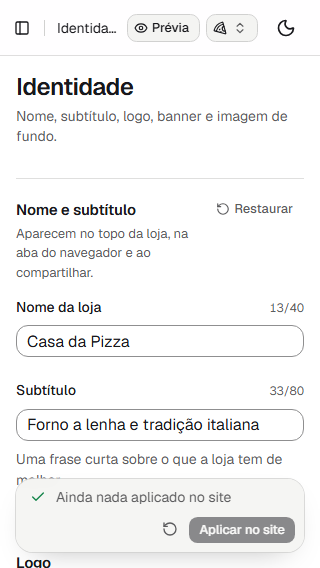 Identida...
Prévia
Identidade
Nome, subtítulo, logo, banner e imagem de
fundo.
Nome e subtítulo
Restaurar
Aparecem no topo da loja, na
aba do navegador e ao
compartilhar.
Nome da loja
13/40
Casa da Pizza
Subtítulo
33/80
Forno a lenha e tradição italiana
Uma frase curta sobre o que a loja tem de
melhor.
Ainda nada aplicado no site
Aplicar no site
Logo